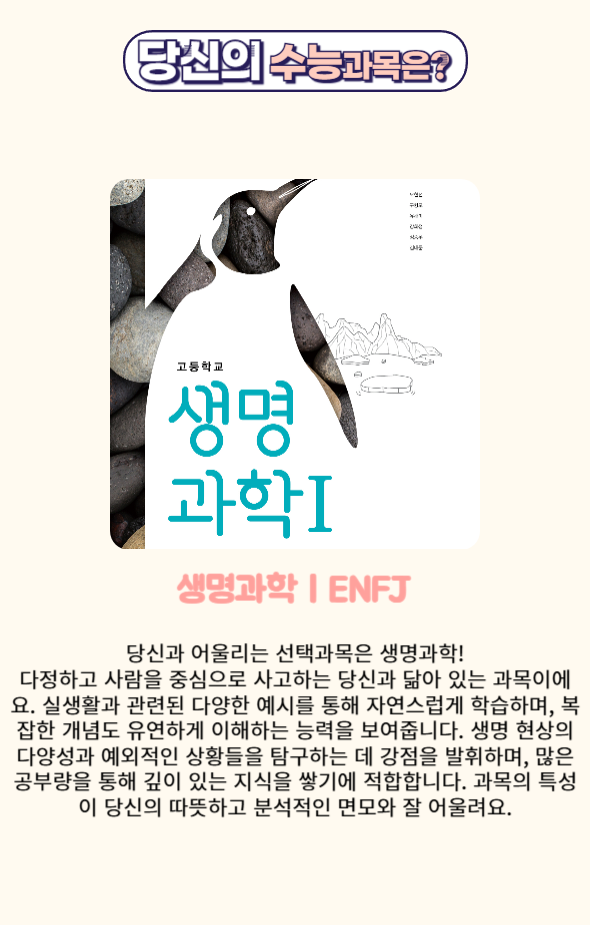 당신의 수능과목은?
고등학교
생명
과학I
생명과학 | ENFJ
당신과 어울리는 선택과목은 생명과학!
다정하고 사람을 중심으로 사고하는 당신과 닮아 있는 과목이에
요. 실생활과 관련된 다양한 예시를 통해 자연스럽게 학습하며, 복
잡한 개념도 유연하게 이해하는 능력을 보여줍니다. 생명 현상의
다양성과 예외적인 상황들을 탐구하는 데 강점을 발휘하며, 많은
공부량을 통해 깊이 있는 지식을 쌓기에 적합합니다. 과목의 특성
이 당신의 따뜻하고 분석적인 면모와 잘 어울려요.